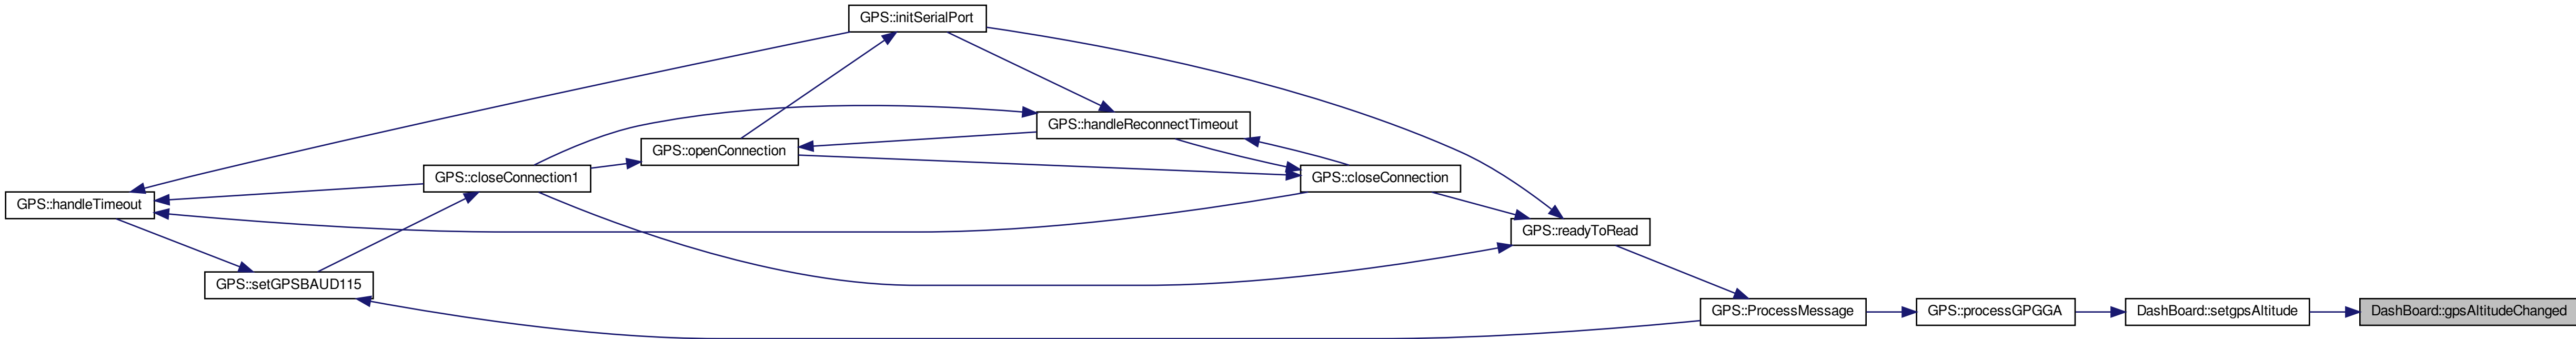 GPS::initSerialPort
GPS::handleReconnectTimeout
GPS::openConnection
GPS::closeConnection1
GPS::closeConnection
GPS::handleTimeout
GPS::readyToRead
GPS::setGPSBAUD115
GPS::ProcessMessage
GPS::processGPGGA
DashBoard::setgpsAltitude
DashBoard::gpsAltitudeChanged